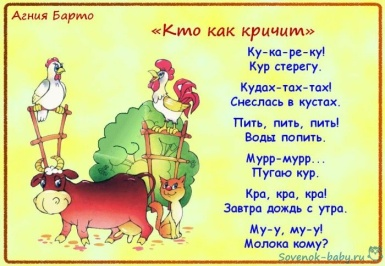 Агния Барто
«Кто как кричит»
Ку-ка-ре-ку!
Кур стерегу.
Кудах-тах-тах!
Снеслась в кустах.
Пить, пить, пить!
Воды попить.
Мурр-мурр...
Пугаю кур.
Кра, кра, кра!
Завтра дождь с утра.
Му-у, му-у!
Молока кому?
Sovenok-baby.ru